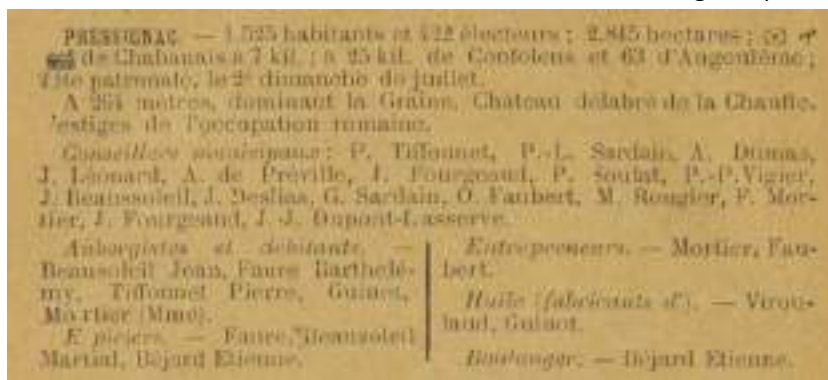 PRESSIGNAC — 1.525 habitants et 422 électeurs ; 2.845 hectares ;
de Chabanais à 7 kil. ; à 25 kil. de Confolens et 63 d'Angoulême ;
Fête patronale, le 2e dimanche de juillet.
A 264 mètres, dominant la Graine. Château délabré de la Chauffie.
Vestiges de l'occupation romaine.
Conseillers municipaux : P. Tiffonnet, P.-L. Sardain, A. Dumas,
J. Léonard, A. de Préville, J. Fourgeaud, P. Soulat, P.-P. Vigier,
J. Beaussoleil, J. Deslias, G. Sardain, O. Faubert, M. Rougier, F. Mor-
tier, J. Fourgeaud, J.-J. Dupont-Lasserve.
Aubergistes et débitants. —
Beausoleil Jean, Faure Barthélé-
my, Tiffonnet Pierre, Guinot,
Mortier (Mme).
Epiciers. — Faure, Beausoleil
Martial, Béjard Etienne.
Entrepreneurs. — Mortier, Fau-
bert.
Huile (fabricants d'). — Virou-
laud, Guinot.
Boulanger. — Béjard Etienne.